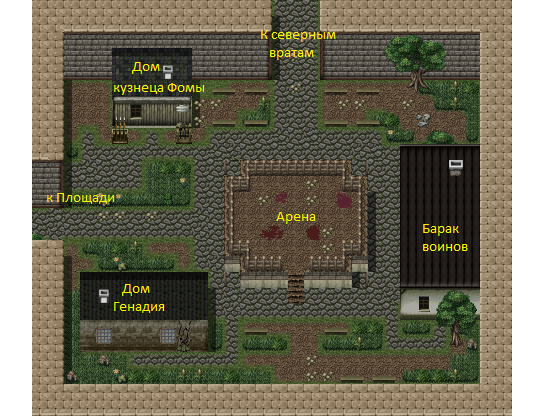 К северным
вратам
Дом
кузнеца Фомы
к Площади
Арена
Барак
воинов
Дом
Генадия